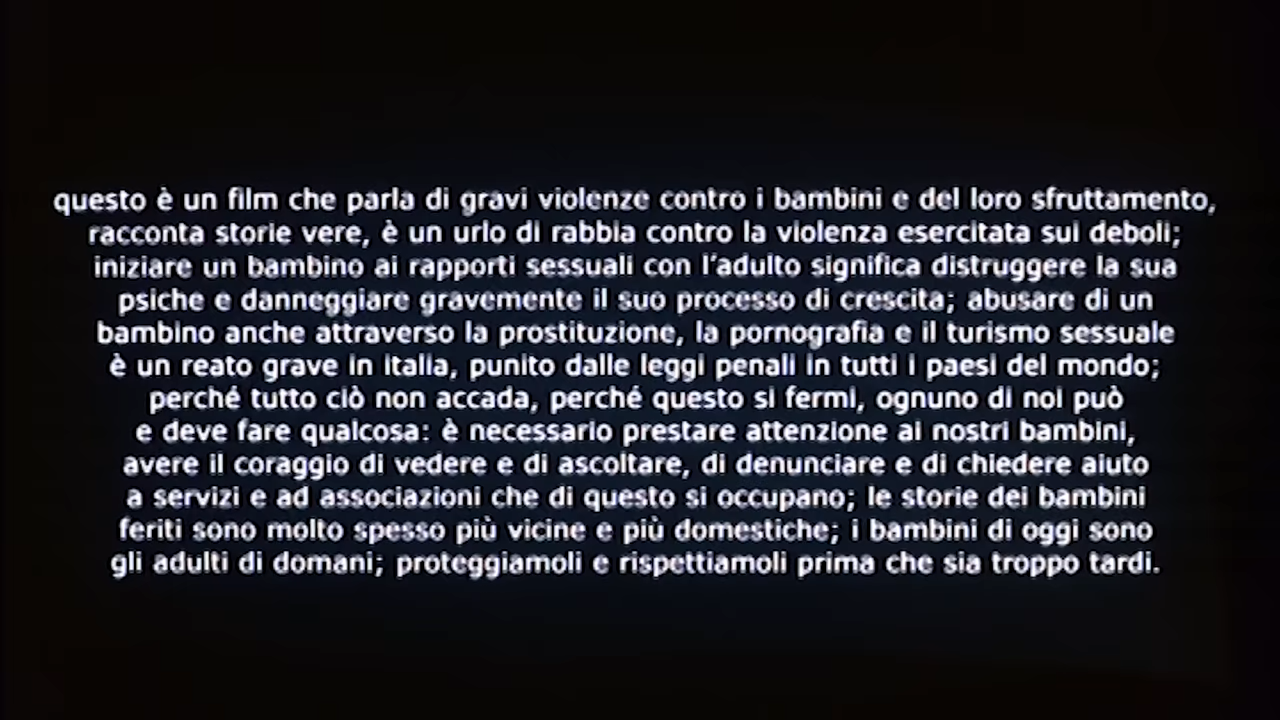 questo è un film che parla di gravi violenze contro i bambini e del loro sfruttamento,
racconta storie vere, è un urlo di rabbia contro la violenza esercitata sui deboli;
iniziare un bambino ai rapporti sessuali con l'adulto significa distruggere la sua
psiche e danneggiare gravemente il suo processo di crescita; abusare di un
bambino anche attraverso la prostituzione, la pornografia e il turismo sessuale
è un reato grave in italia, punito dalle leggi penali in tutti i paesi del mondo;
perché tutto ciò non accada, perché questo si fermi, ognuno di noi può
e deve fare qualcosa: è necessario prestare attenzione ai nostri bambini,
avere il coraggio di vedere e di ascoltare, di denunciare e di chiedere aiuto
a servizi e ad associazioni che di questo si occupano; le storie dei bambini
feriti sono molto spesso più vicine e più domestiche; i bambini di oggi sono
gli adulti di domani; proteggiamoli e rispettiamoli prima che sia troppo tardi.